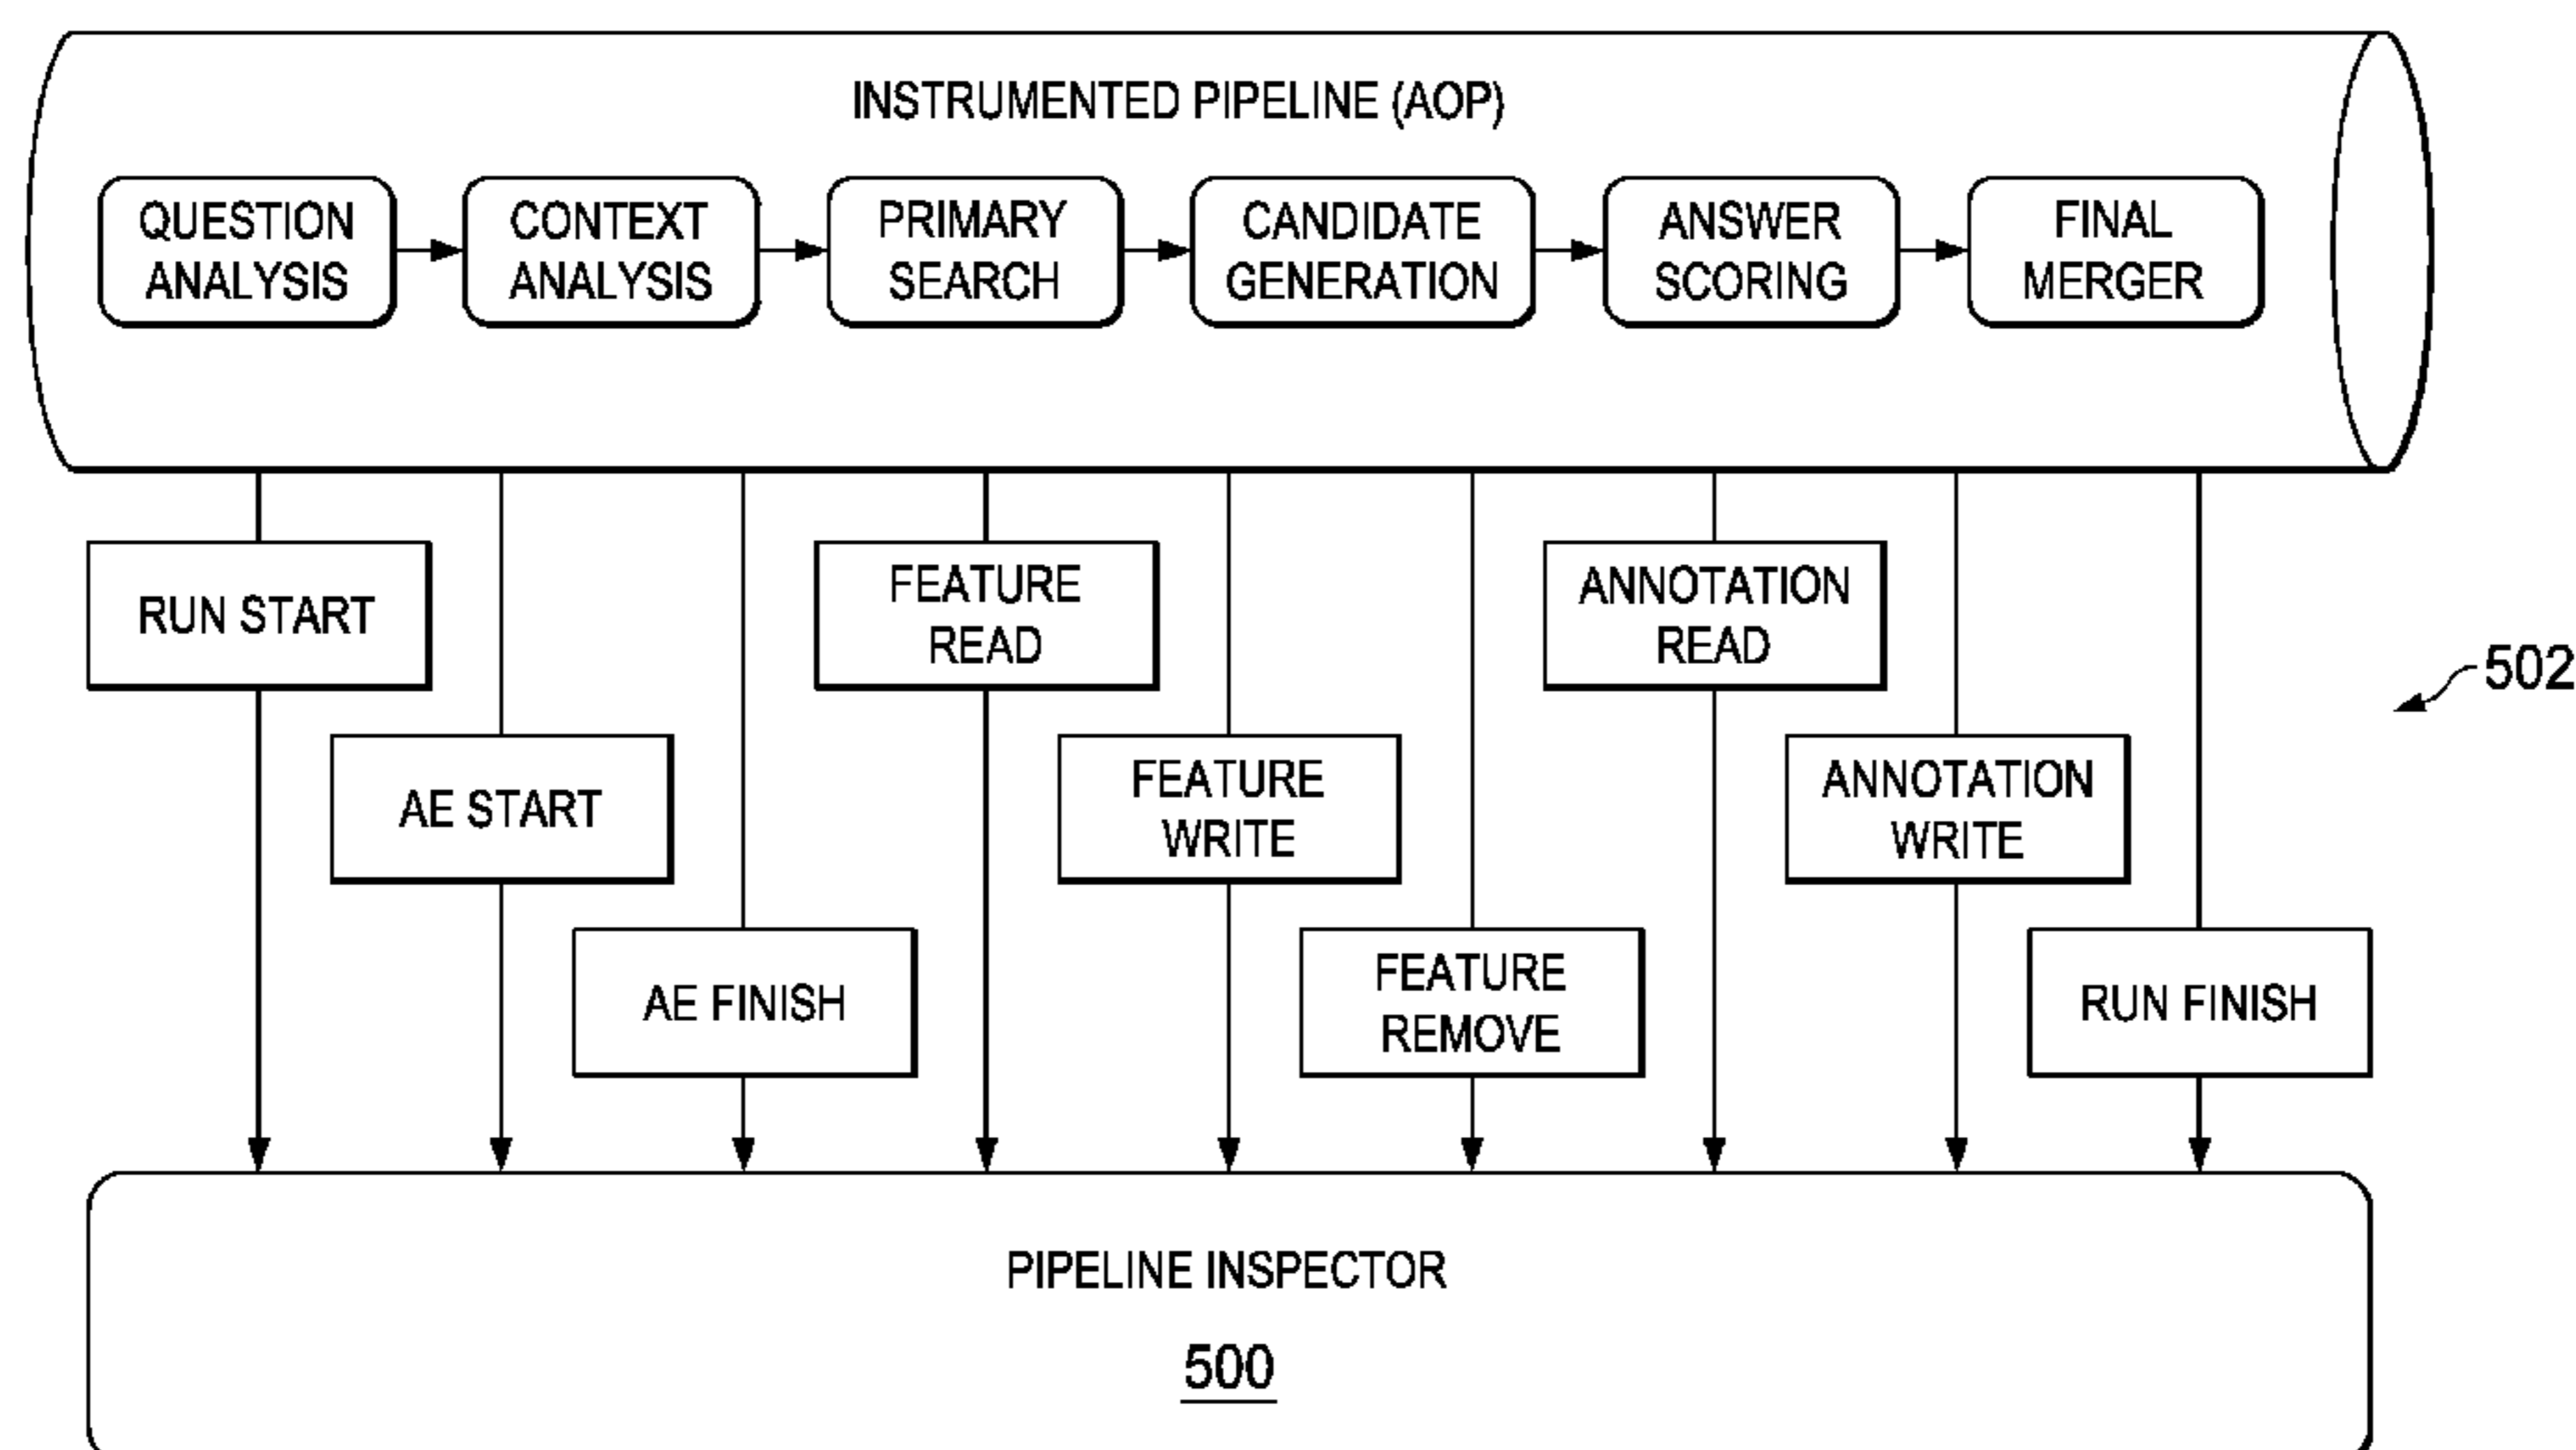 INSTRUMENTED PIPELINE (AOP)
QUESTION
ANALYSIS
CONTEXT
ANALYSIS
PRIMARY
SEARCH
CANDIDATE
GENERATION
ANSWER
SCORING
FINAL
MERGER
RUN START
AE START
AE FINISH
FEATURE
READ
FEATURE
WRITE
FEATURE
REMOVE
ANNOTATION
READ
ANNOTATION
WRITE
RUN FINISH
502
PIPELINE INSPECTOR
500